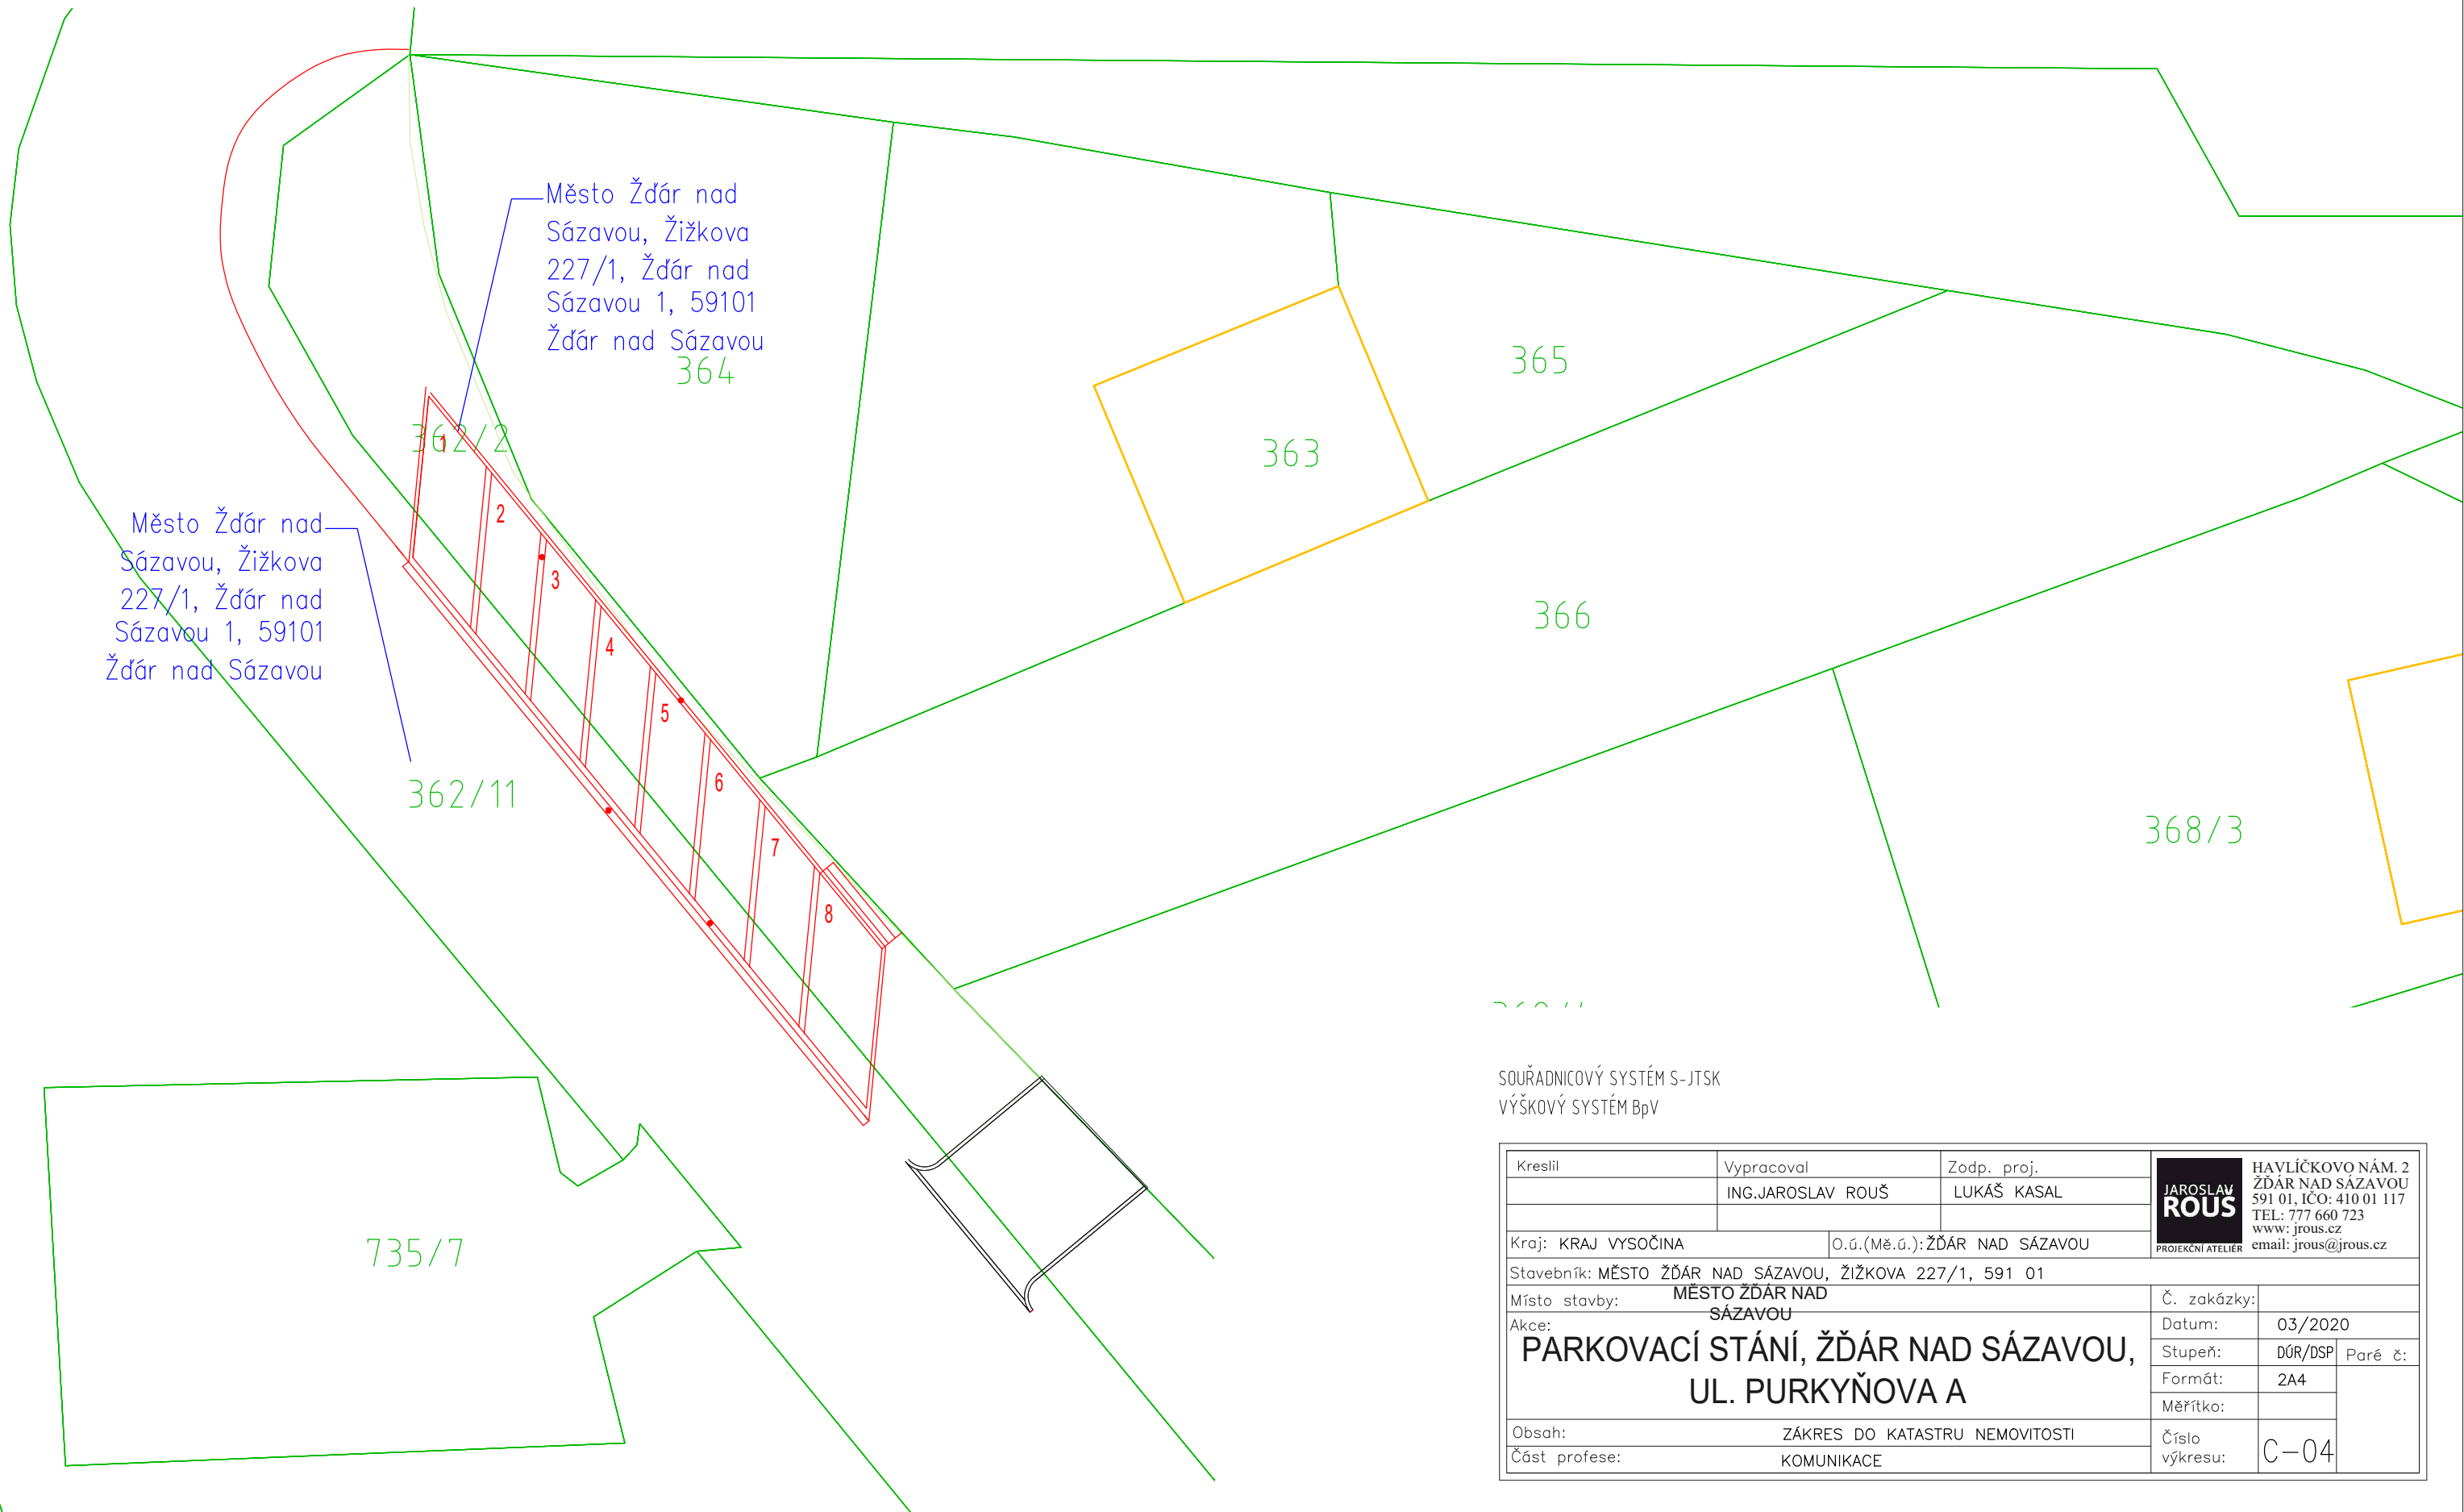 Město Žďár nad
Sázavou, Žižkova
227/1, Žďár nad
Sázavou 1, 59101
Žďár nad Sázavou
364
365
363
362/2
1
2
3
4
5
6
7
8
Město Žďár nad
Sázavou, Žižkova
227/1, Žďár nad
Sázavou 1, 59101
Žďár nad Sázavou
362/11
366
368/3
735/7
SOUŘADNICOVÝ SYSTÉM S-JTSK
VÝŠKOVÝ SYSTÉM BpV
Kreslil
Vypracoval
Zodp. proj.
ING.JAROSLAV ROUŠ
LUKÁŠ KASAL
JAROSLAV
ROUŠ
PROJEKČNÍ ATELIÉR
HAVLÍČKOVO NÁM. 2
ŽĎÁR NAD SÁZAVOU
591 01, IČO: 410 01 117
TEL: 777 660 723
www: jrous.cz
email: jrous@jrous.cz
Kraj: KRAJ VYSOČINA
O.ú.(Mě.ú.): ŽĎÁR NAD SÁZAVOU
Stavebník: MĚSTO ŽĎÁR NAD SÁZAVOU, ŽIŽKOVA 227/1, 591 01
Místo stavby: MĚSTO ŽĎÁR NAD
SÁZAVOU
Akce:
PARKOVACÍ STÁNÍ, ŽĎÁR NAD SÁZAVOU,
UL. PURKYŇOVA A
Č. zakázky:
Datum: 03/2020
Stupeň: DÚR/DSP
Paré č:
Formát: 2A4
Měřítko:
Obsah: ZÁKRES DO KATASTRU NEMOVITOSTI
Část profese: KOMUNIKACE
Číslo
výkresu: C-04